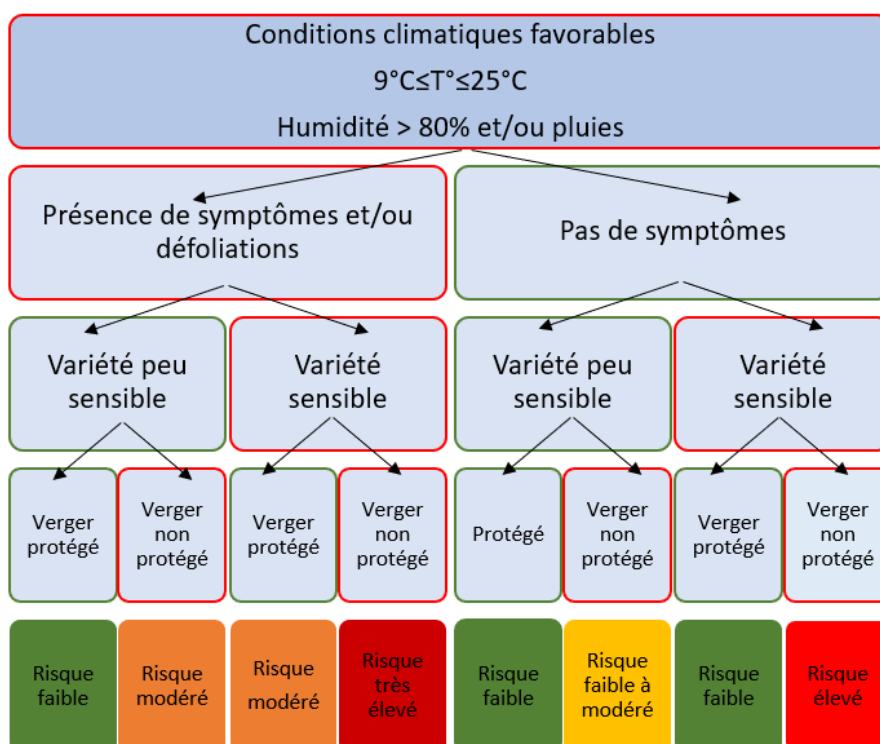 Conditions climatiques favorables
9°C≤T°≤25°C
Humidité > 80% et/ou pluies
Présence de symptômes et/ou
défoliations
Pas de symptômes
Variété peu
sensible
Variété
sensible
Variété peu
sensible
Variété
sensible
Verger
protégé
Verger
non
protégé
Verger
protégé
Verger
non
protégé
Protégé
Verger
non
protégé
Verger
protégé
Verger
non
protégé
Risque
faible
Risque
modéré
Risque
modéré
Risque
très
élevé
Risque
faible
Risque
faible à
modéré
Risque
faible
Risque
élevé